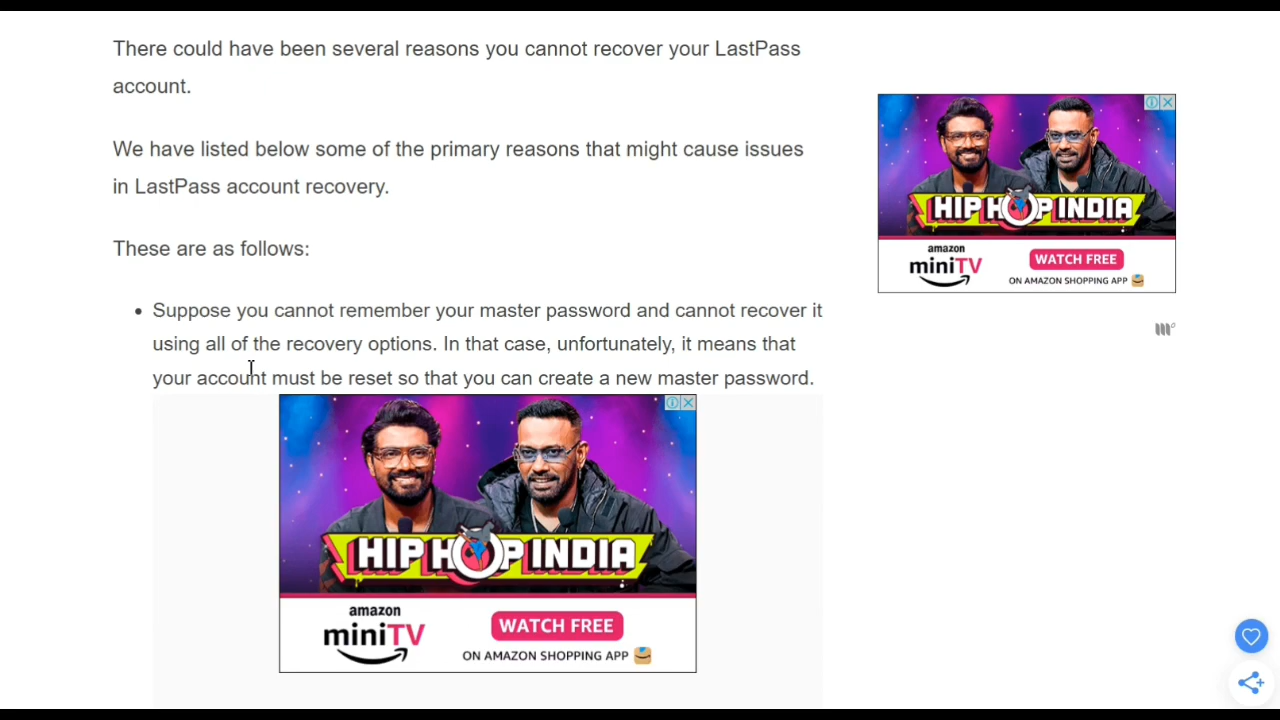 There could have been several reasons you cannot recover your LastPass
account.
We have listed below some of the primary reasons that might cause issues
in LastPass account recovery.
These are as follows:
• Suppose you cannot remember your master password and cannot recover it
using all of the recovery options. In that case, unfortunately, it means that
your account must be reset so that you can create a new master password.
HIP HOP INDIA
amazon
miniTV
WATCH FREE
ON AMAZON SHOPPING APP
HIP HOP INDIA
amazon
miniTV
WATCH FREE
ON AMAZON SHOPPING APP